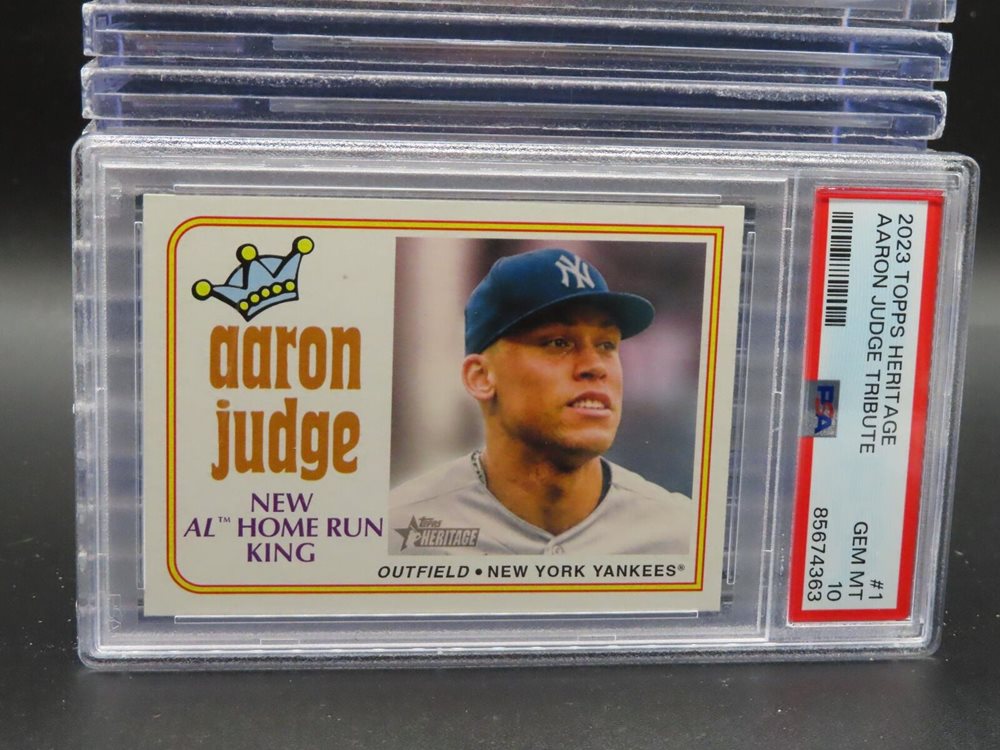 aaron
judge
NEW
AL™ HOME RUN
KING
NY
topps
HERITAGE
OUTFIELD • NEW YORK YANKEES®
2023 TOPPS HERITAGE #1
AARON JUDGE TRIBUTE GEM MT
10
PSA 85674363